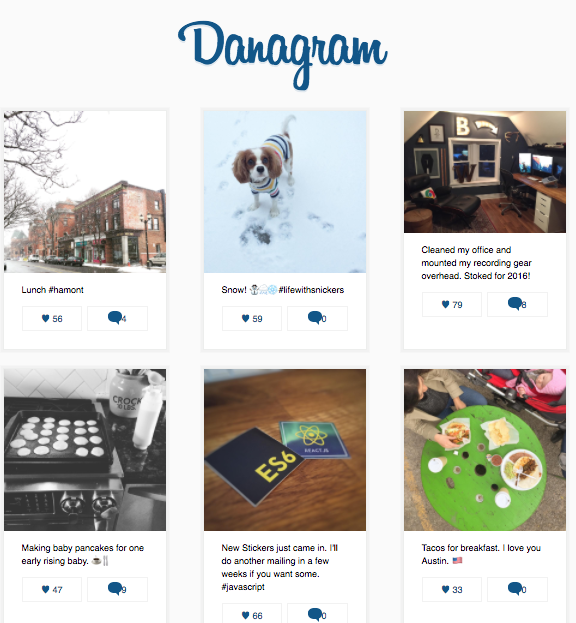 Danagram
Lunch #hamont
56
4
Snow! ⛄️🌨❄️#lifewithsnickers
59
0
B
Cleaned my office and
mounted my recording gear
overhead. Stoked for 2016!
79
8
CROCK
10 LBS.
Making baby pancakes for one
early rising baby. ☕️🍴
47
9
ES6
REACT.JS
New Stickers just came in. I'll
do another mailing in a few
weeks if you want some.
#javascript
66
0
Tacos for breakfast. I love you
Austin. 🇺🇸
33
0